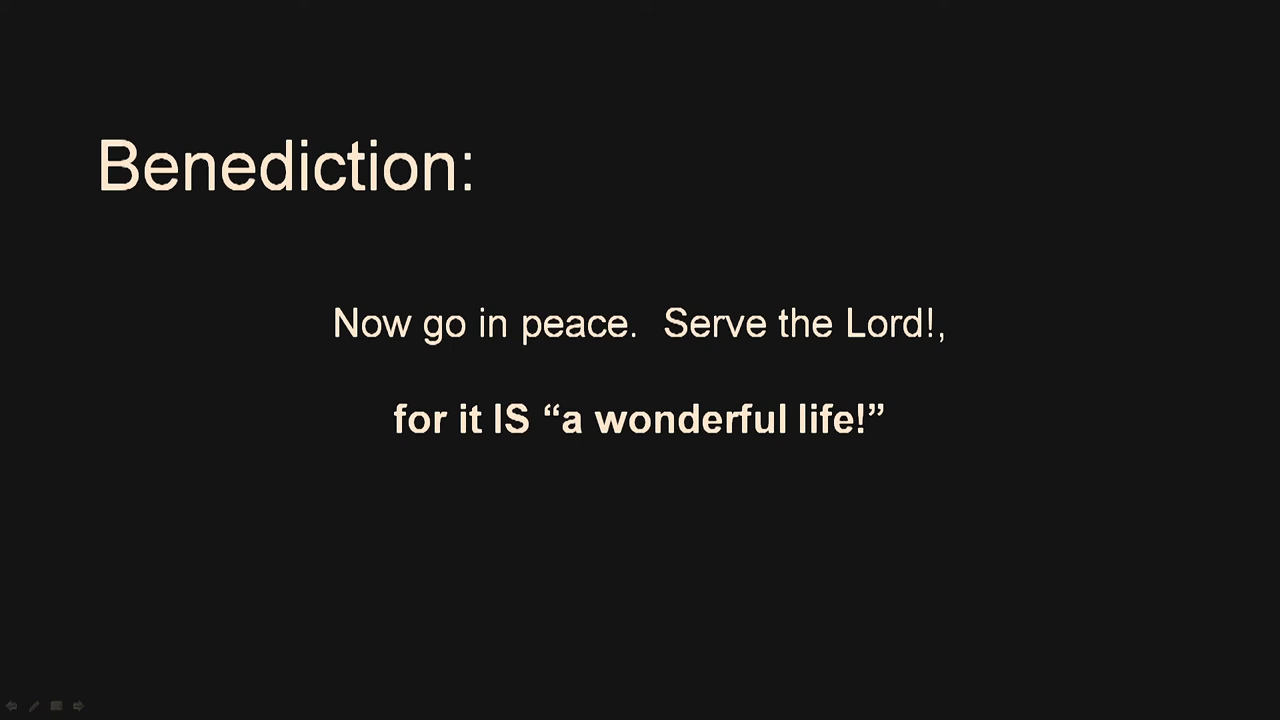 Benediction:
Now go in peace.  Serve the Lord!,
for it IS “a wonderful life!”